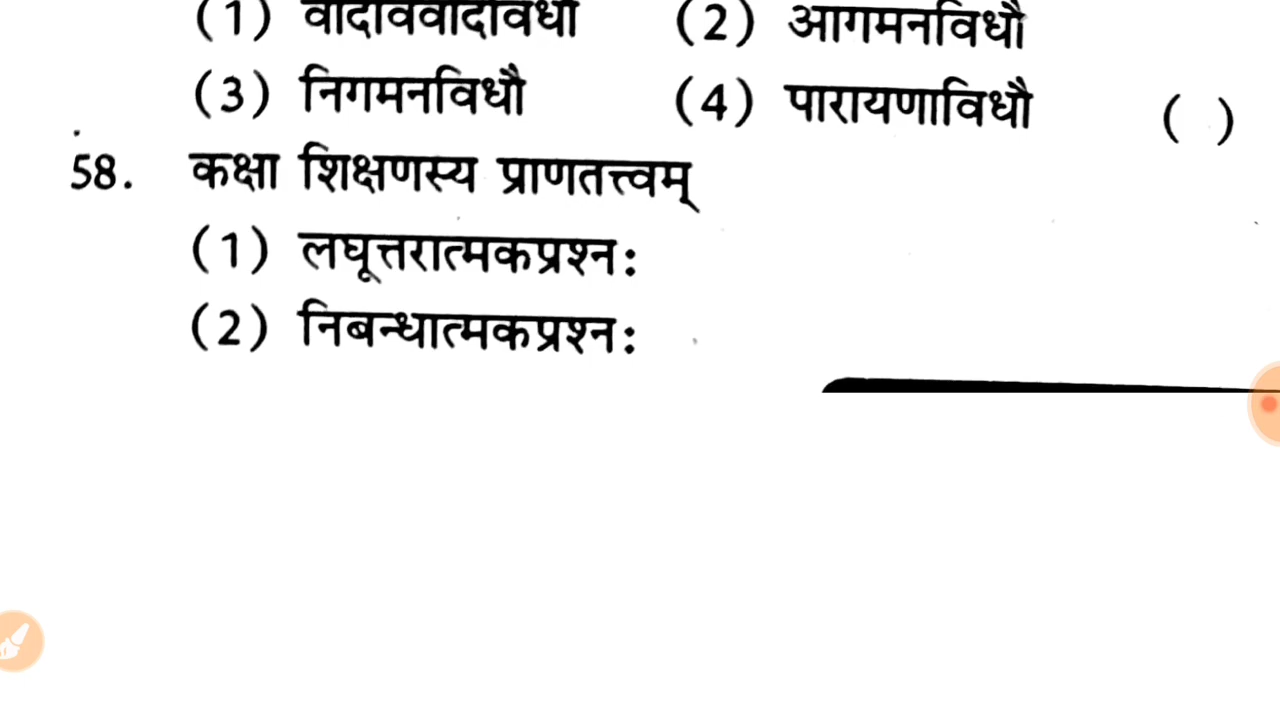 (1) वादविवादविधौ (2) आगमनविधौ
(3) निगमनविधौ (4) पारायणाविधौ ( )
58. कक्षा शिक्षणस्य प्राणतत्त्वम्
(1) लघूत्तरात्मकप्रश्नः
(2) निबन्धात्मकप्रश्नः